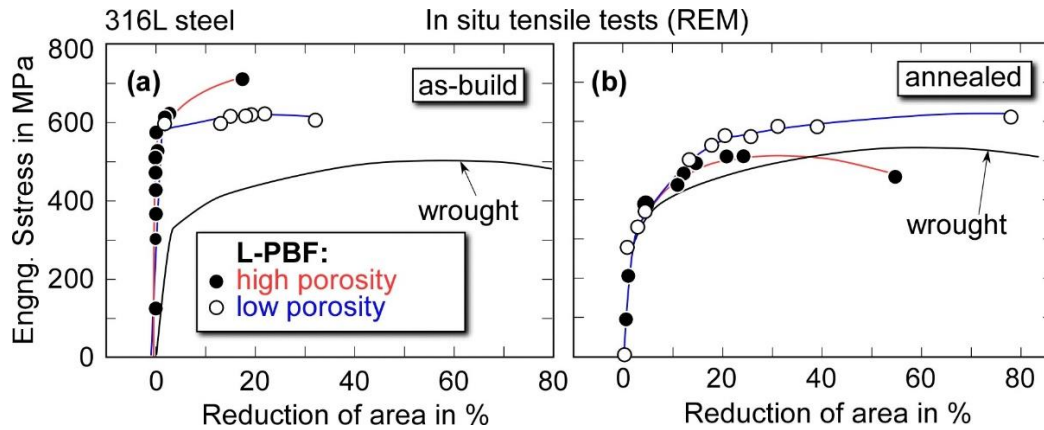 316L steel
In situ tensile tests (REM)
Engng. Sstress in MPa
800
600
400
200
0
(a)
as-build
wrought
L-PBF:
high porosity
low porosity
0
20
40
60
80
Reduction of area in %
(b)
annealed
wrought
0
20
40
60
80
Reduction of area in %